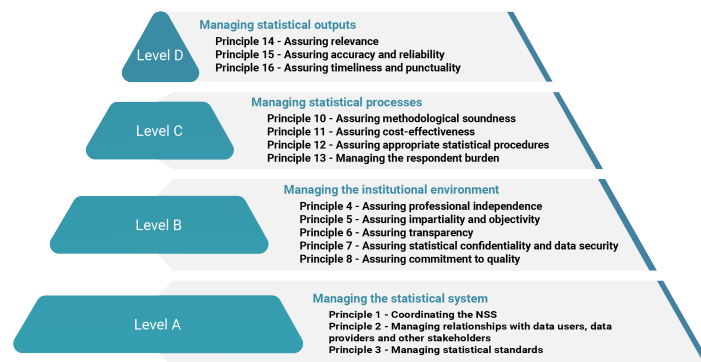 Managing statistical outputs
Principle 14 - Assuring relevance
Level D
Principle 15 - Assuring accuracy and reliability
Principle 16 - Assuring timeliness and punctuality
Managing statistical processes
Principle 10 - Assuring methodological soundness
Level C
Principle 11 - Assuring cost-effectiveness
Principle 12 - Assuring appropriate statistical procedures
Principle 13 - Managing the respondent burden
Managing the institutional environment
Principle 4 - Assuring professional independence
Principle 5 - Assuring impartiality and objectivity
Level B
Principle 6 - Assuring transparency
Principle 7 - Assuring statistical confidentiality and data security
Principle 8 - Assuring commitment to quality
Managing the statistical system
Principle 1 - Coordinating the NSS
Level A
Principle 2 - Managing relationships with data users, data
providers and other stakeholders
Principle 3 - Managing statistical standards